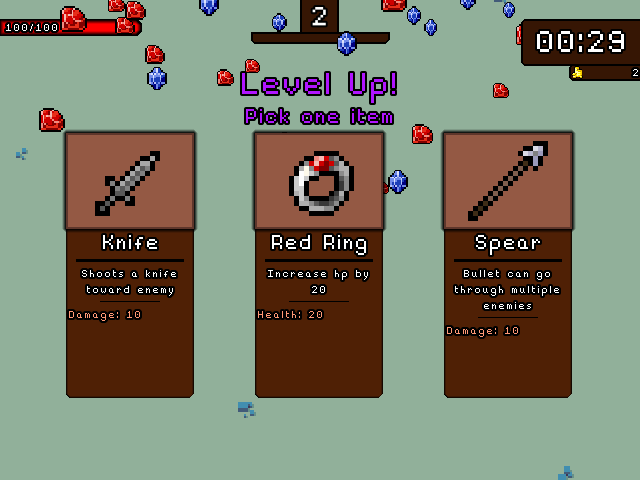 100/100
2
00:29
2
Level Up!
Pick one item
Knife
Shoots a knife
toward enemy
Damage: 10
Red Ring
Increase hp by
20
Health: 20
Spear
Bullet can go
through multiple
enemies
Damage: 10